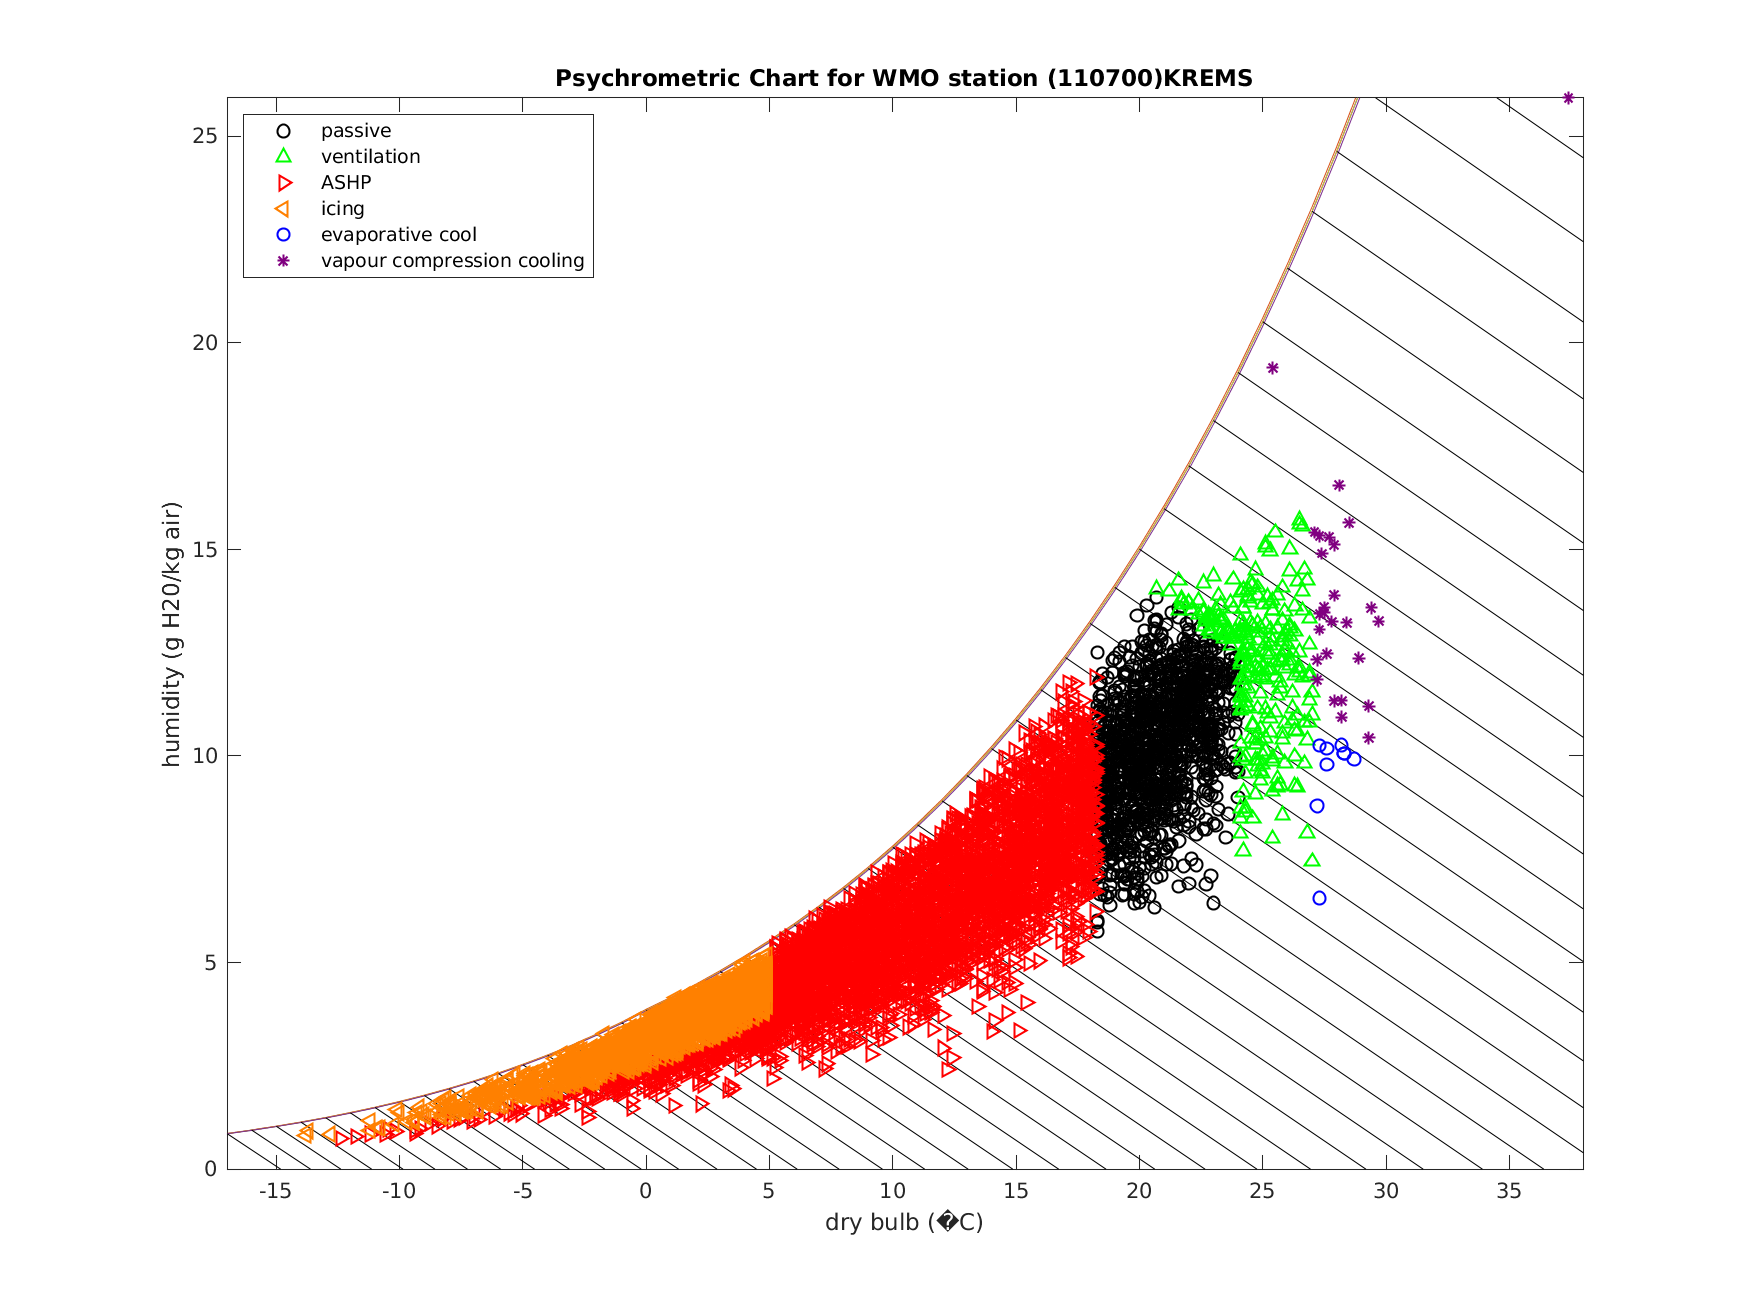 Psychrometric Chart for WMO station (110700)KREMS
passive
ventilation
ASHP
icing
evaporative cool
vapour compression cooling
humidity (g H20/kg air)
25
20
15
10
5
0
-15 -10 -5 0 5 10 15 20 25 30 35
dry bulb (�C)